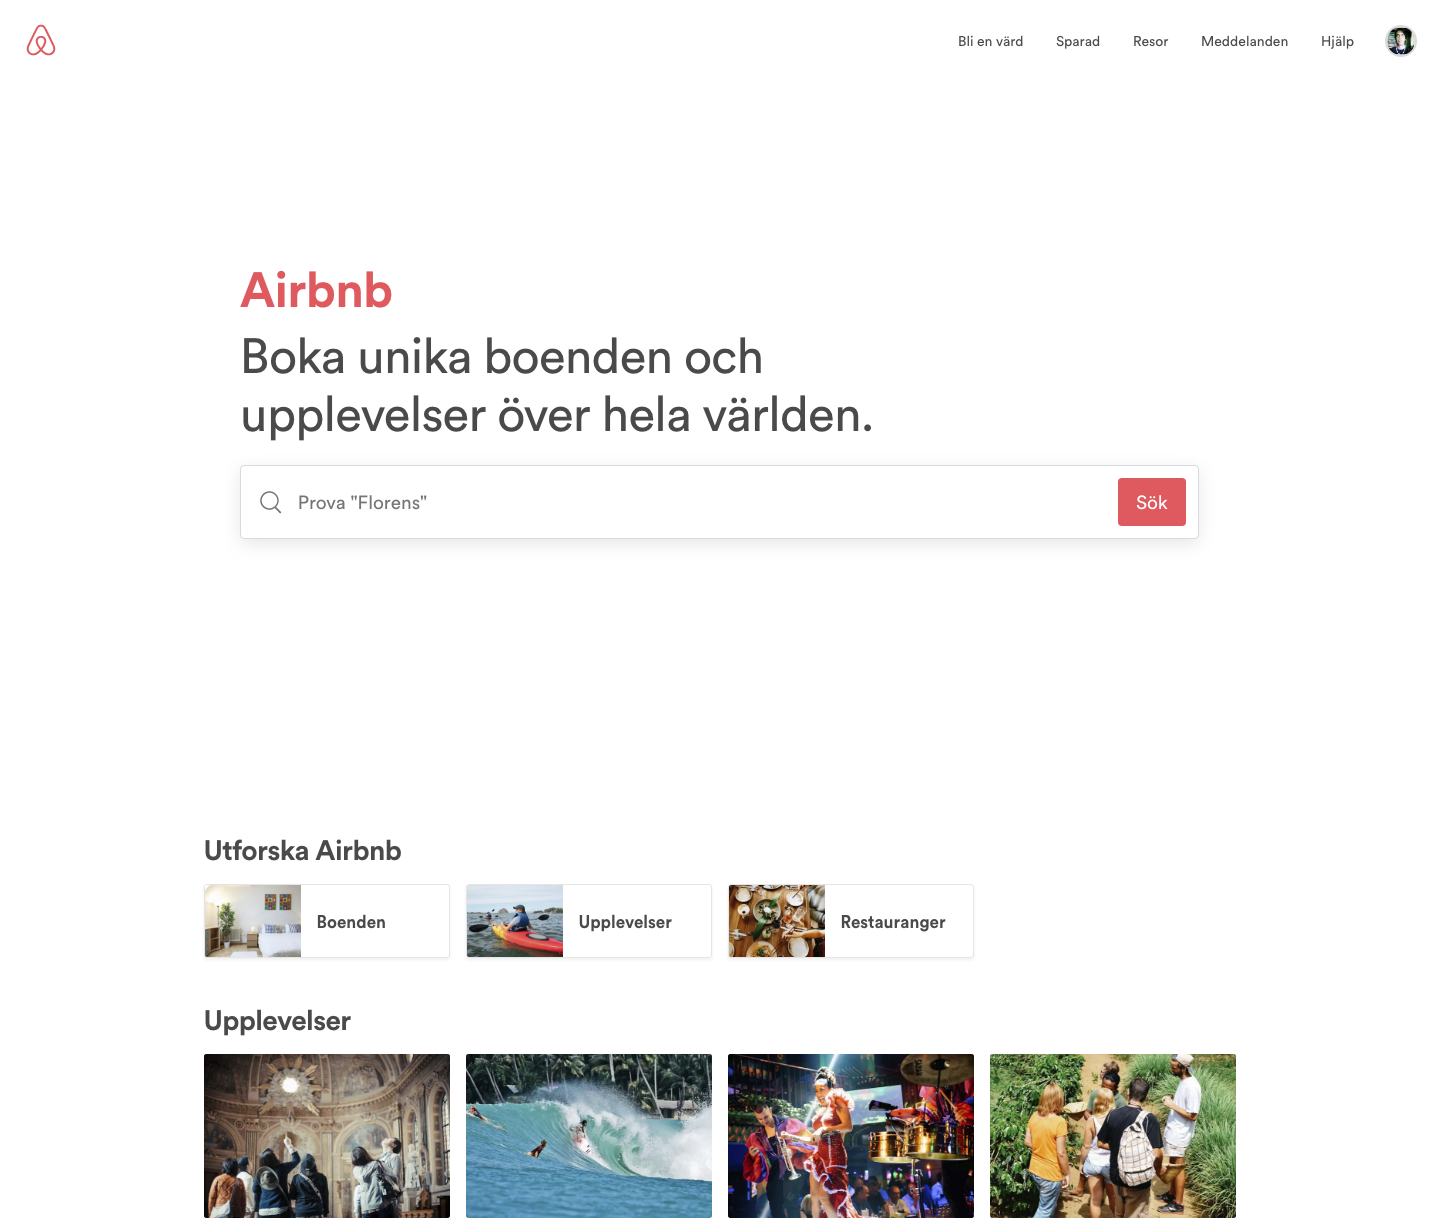 Bli en värd
Sparad
Resor
Meddelanden
Hjälp
Airbnb
Boka unika boenden och
upplevelser över hela världen.
Prova "Florens"
Sök
Utforska Airbnb
Boenden
Upplevelser
Restauranger
Upplevelser